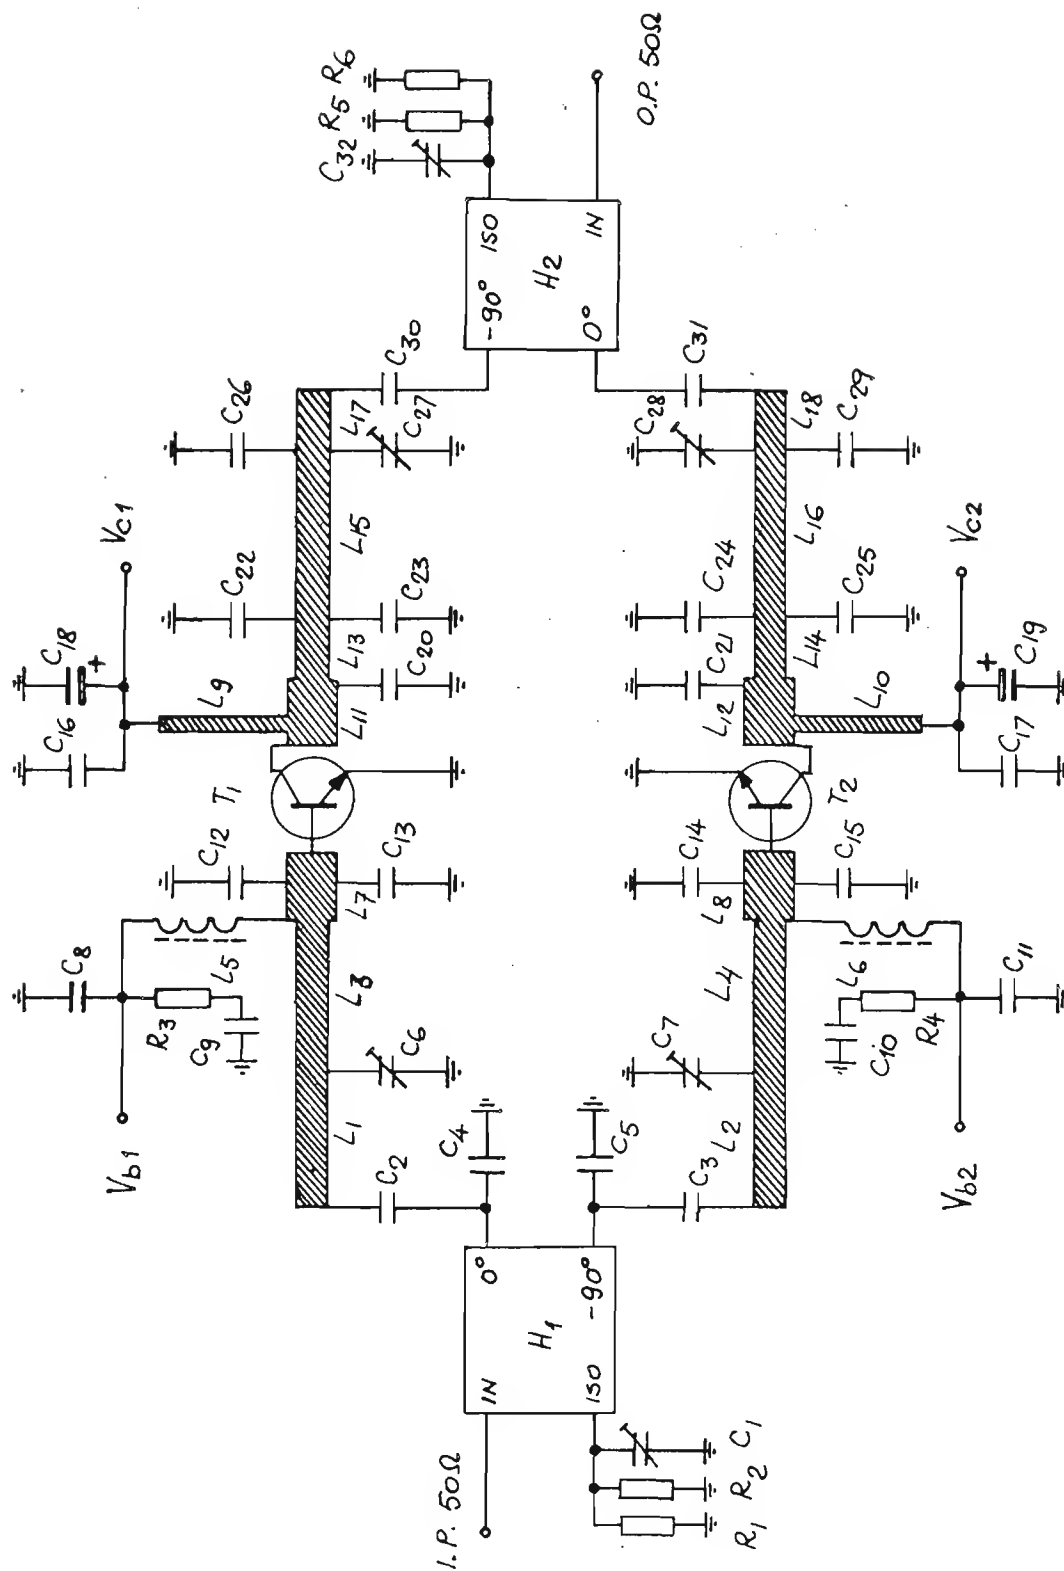 I.P. 50Ω
R1
R2
C1
IN
ISO
H1
0°
-90°
C2
C3
C4
C5
L1
L2
C6
C7
Vb1
Vb2
R3
C9
C8
L5
L3
L4
C10
R4
L6
C11
C12
L7
C13
C14
L8
C15
T1
T2
C16
C18
+
L9
Vc1
L11
C20
L13
C22
C23
L15
C21
L12
L14
L10
C24
C25
L16
C17
C19
+
Vc2
C26
L17
C27
C28
L18
C29
C30
C31
-90°
ISO
H2
0°
IN
C32
R5
R6
O.P. 50Ω